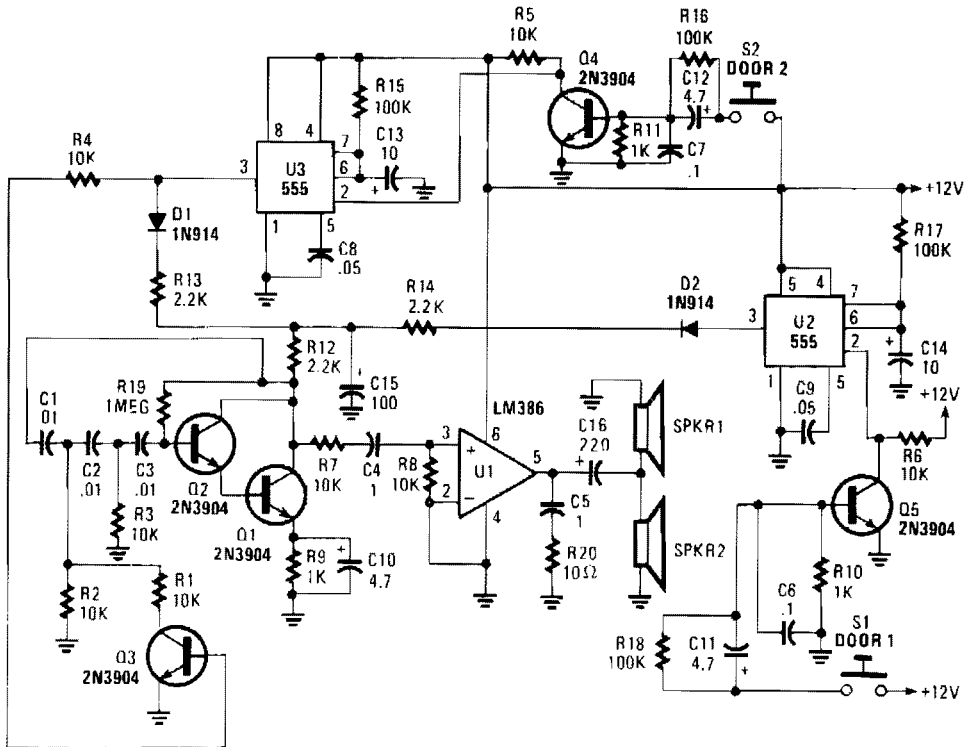 R5
10K
Q4
2N3904
R16
100K
C12
4.7
+
S2
DOOR 2
R15
100K
8
4
7
6
2
3
U3
555
1
5
C13
10
+
R11
1K
C7
.1
R4
10K
D1
1N914
C8
.05
R13
2.2K
R14
2.2K
D2
1N914
+12V
R17
100K
5
4
7
6
2
3
U2
555
1
5
C14
10
+
+12V
C9
.05
R12
2.2K
C15
100
+
R19
1MEG
C1
01
C2
.01
C3
.01
Q2
2N3904
R3
10K
Q1
2N3904
R7
10K
C4
1
R8
10K
LM386
3
+
2
−
U1
6
5
4
C16
220
+
SPKR1
SPKR2
C5
1
R20
10Ω
R9
1K
C10
4.7
+
R2
10K
R1
10K
Q3
2N3904
R6
10K
Q5
2N3904
R10
1K
C6
.1
R18
100K
C11
4.7
+
S1
DOOR 1
+12V